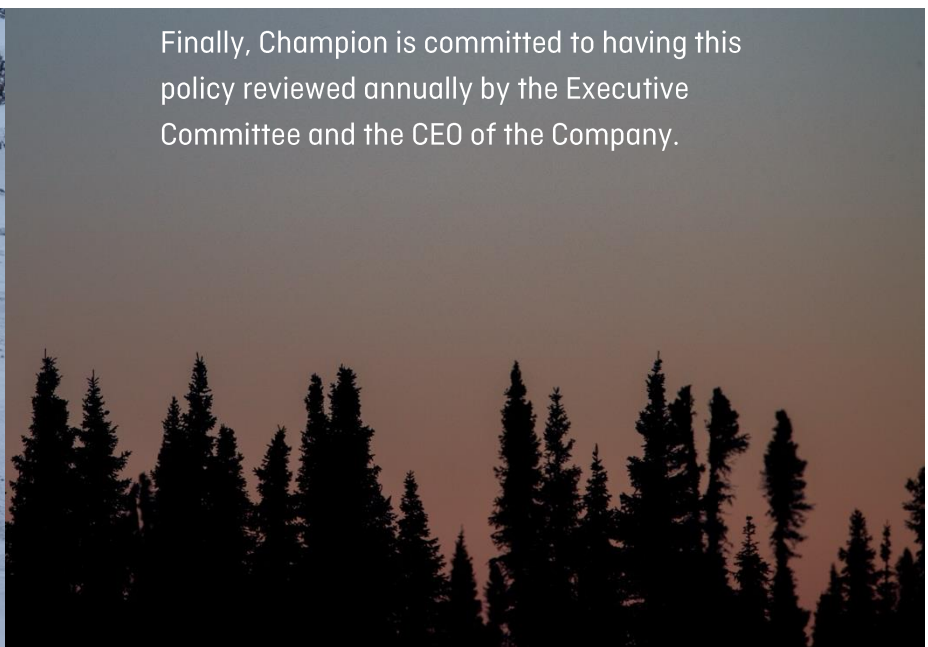 Finally, Champion is committed to having this
policy reviewed annually by the Executive
Committee and the CEO of the Company.